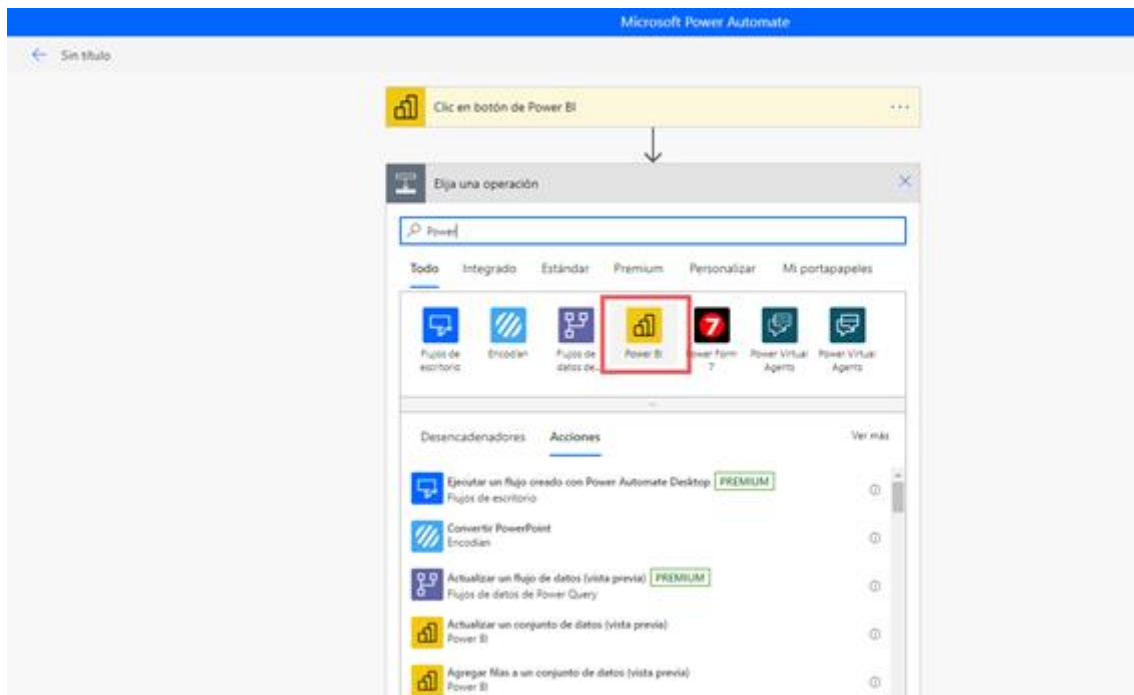 Microsoft Power Automate
Sin título
Clic en botón de Power BI
Elija una operación
Power
Todo Integrado Estándar Premium Personalizar Mi portapapeles
Flujos de escritorio
Encodian
Flujos de datos de...
Power BI
Power Form 7
Power Virtual Agents
Power Virtual Agents
Desencadenadores Acciones Ver más
Ejecutar un flujo creado con Power Automate Desktop PREMIUM
Flujos de escritorio
Convertir PowerPoint
Encodian
Actualizar un flujo de datos (vista previa) PREMIUM
Flujos de datos de Power Query
Actualizar un conjunto de datos (vista previa)
Power BI
Agregar filas a un conjunto de datos (vista previa)
Power BI